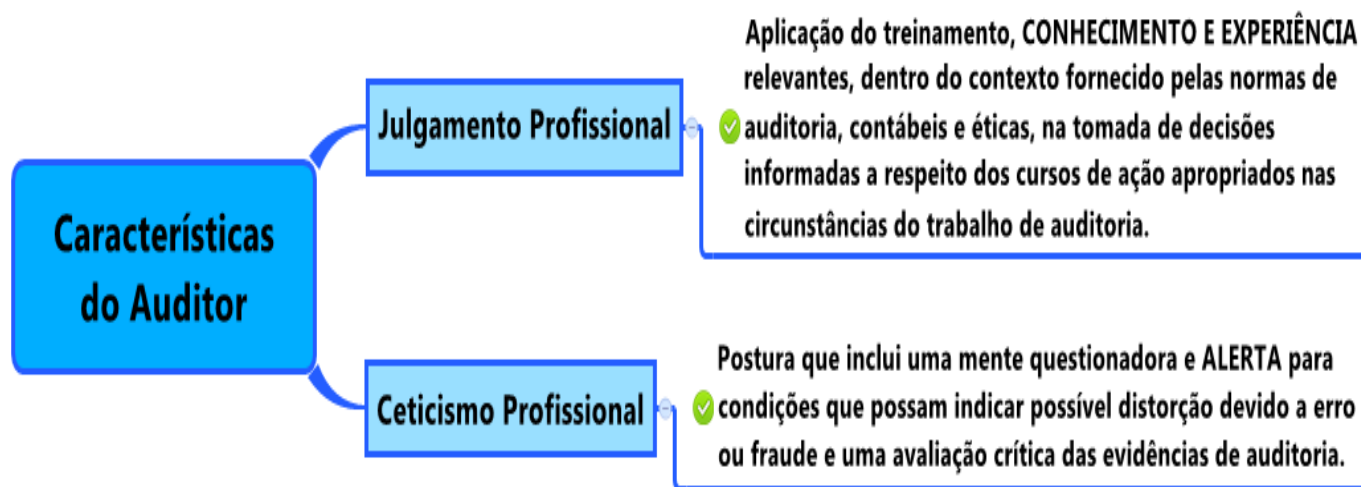 Características
do Auditor
Julgamento Profissional
Aplicação do treinamento, CONHECIMENTO E EXPERIÊNCIA
relevantes, dentro do contexto fornecido pelas normas de
auditoria, contábeis e éticas, na tomada de decisões
informadas a respeito dos cursos de ação apropriados nas
circunstâncias do trabalho de auditoria.
Ceticismo Profissional
Postura que inclui uma mente questionadora e ALERTA para
condições que possam indicar possível distorção devido a erro
ou fraude e uma avaliação crítica das evidências de auditoria.